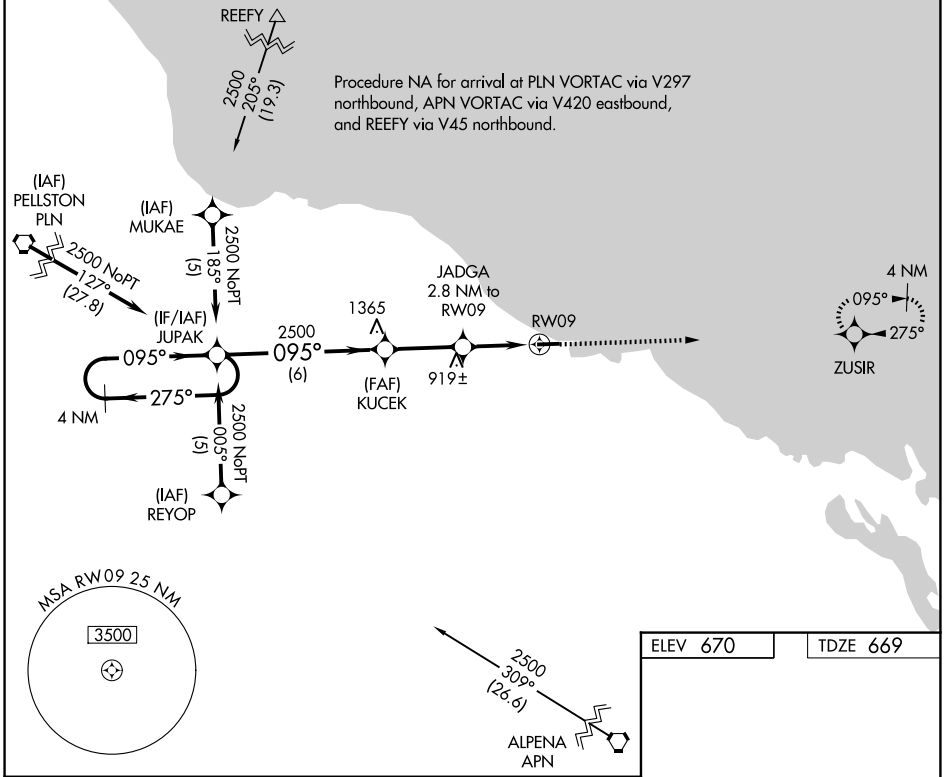 REEFY
2500
205°
(19.3)
Procedure NA for arrival at PLN VORTAC via V297
northbound, APN VORTAC via V420 eastbound,
and REEFY via V45 northbound.
(IAF)
PELLSTON
PLN
2500 NoPT
127°
(27.8)
(IAF)
MUKAE
2500 NoPT
185°
(5)
(IF/IAF)
JUPAK
095°
275°
4 NM
2500
095°
(6)
1365
(FAF)
KUCEK
JADGA
2.8 NM to
RW09
919±
RW09
4 NM
095°
275°
ZUSIR
2500 NoPT
005°
(5)
(IAF)
REYOP
MSA RW09 25 NM
3500
2500
309°
(26.6)
ALPENA
APN
ELEV 670
TDZE 669